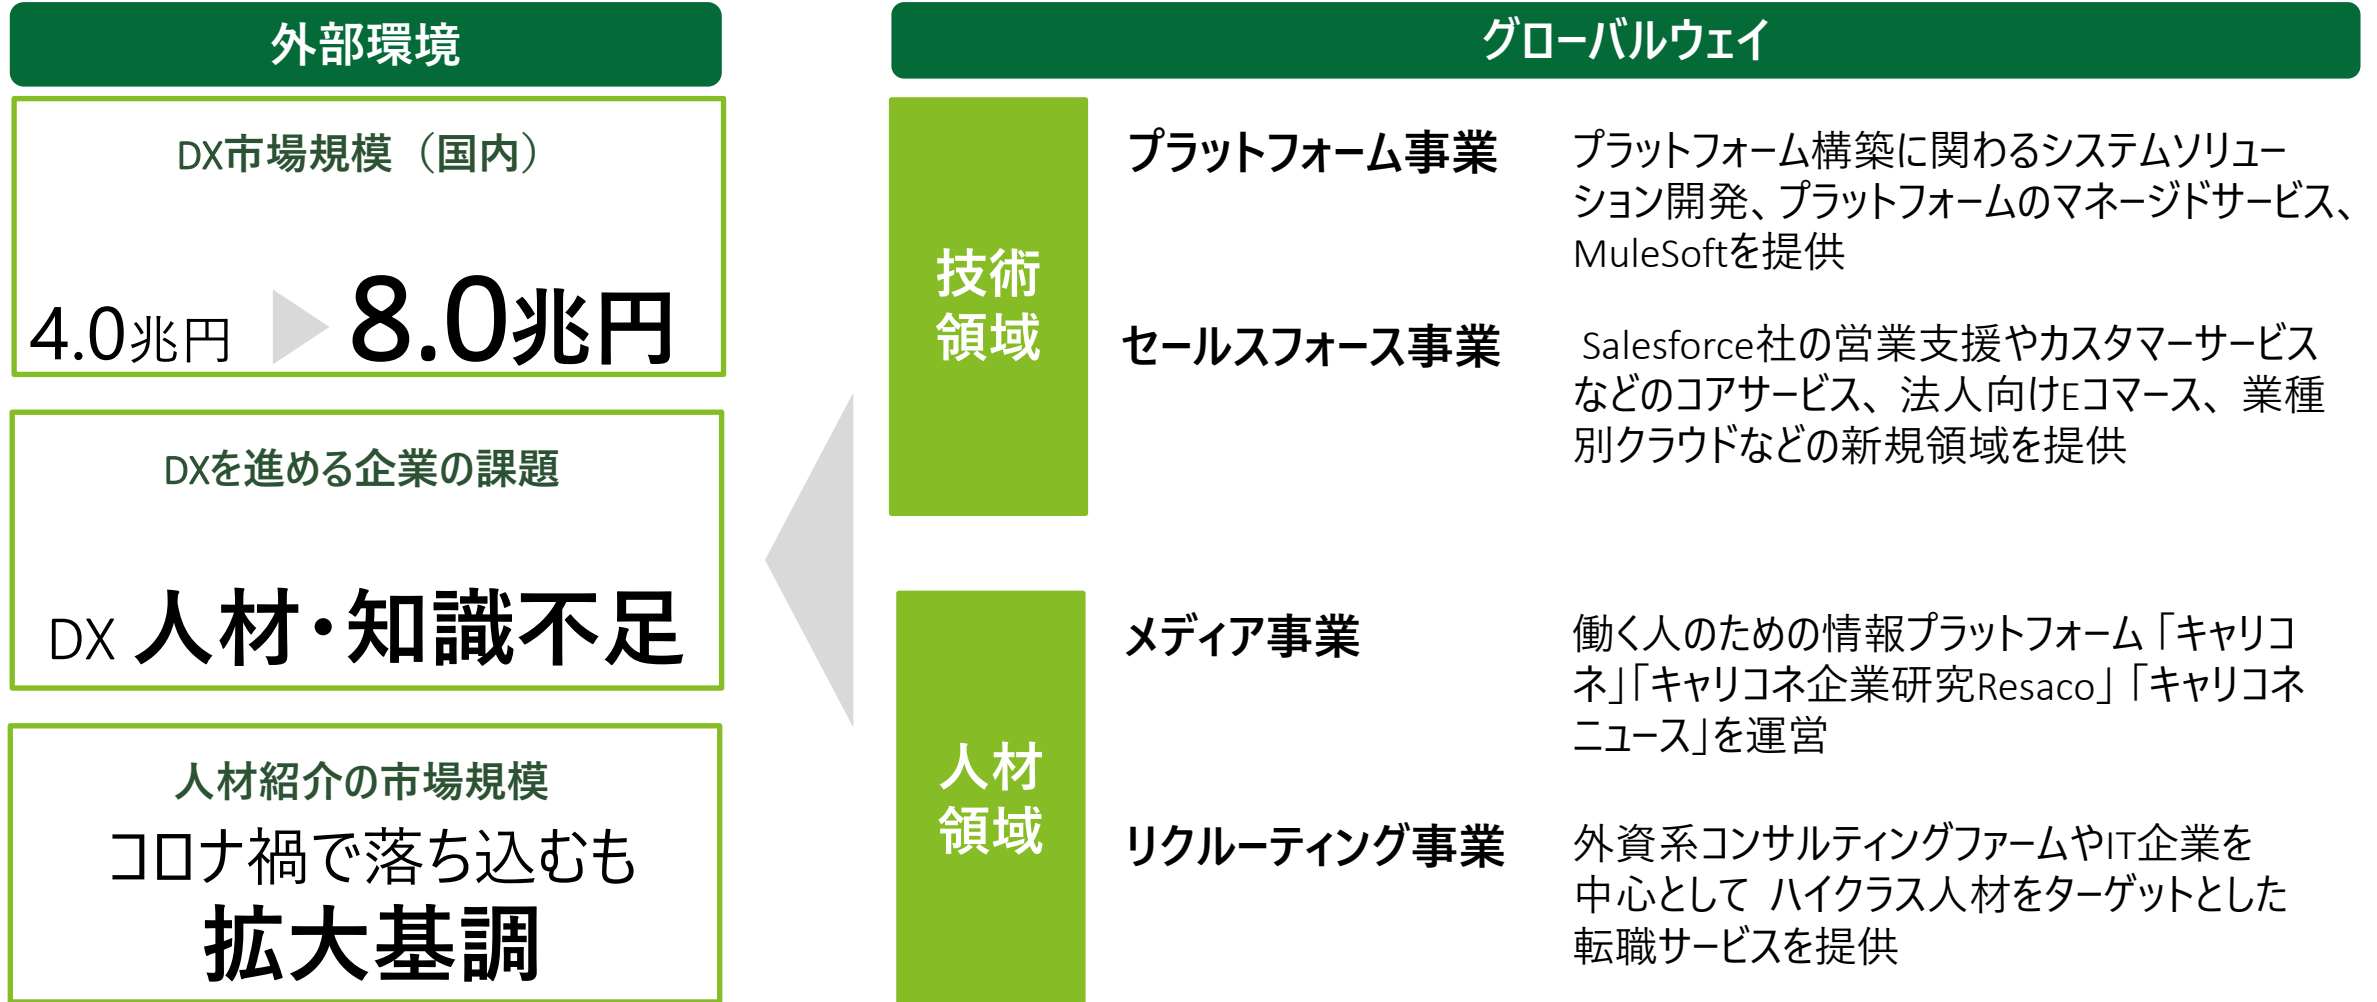 外部環境
DX市場規模（国内）
4.0兆円 8.0兆円
DXを進める企業の課題
DX 人材・知識不足
人材紹介の市場規模
コロナ禍で落ち込むも
拡大基調
グローバルウェイ
技術
領域
プラットフォーム事業
プラットフォーム構築に関わるシステムソリュー
ション開発、プラットフォームのマネージドサービス、
MuleSoftを提供
セールスフォース事業
Salesforce社の営業支援やカスタマーサービス
などのコアサービス、法人向けEコマース、業種
別クラウドなどの新規領域を提供
人材
領域
メディア事業
働く人のための情報プラットフォーム「キャリコ
ネ」「キャリコネ企業研究Resaco」「キャリコネ
ニュース」を運営
リクルーティング事業
外資系コンサルティングファームやIT企業を
中心として ハイクラス人材をターゲットとした
転職サービスを提供